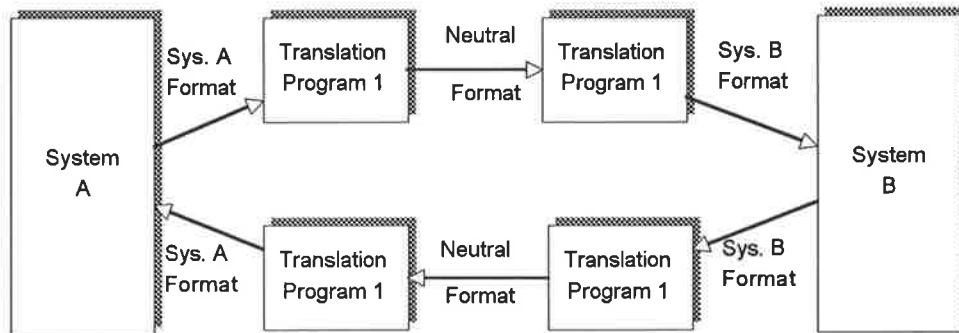 System
A
Sys. A
Format
Translation
Program 1
Neutral
Format
Translation
Program 1
Sys. B
Format
System
B
Sys. A
Format
Translation
Program 1
Neutral
Format
Translation
Program 1
Sys. B
Format